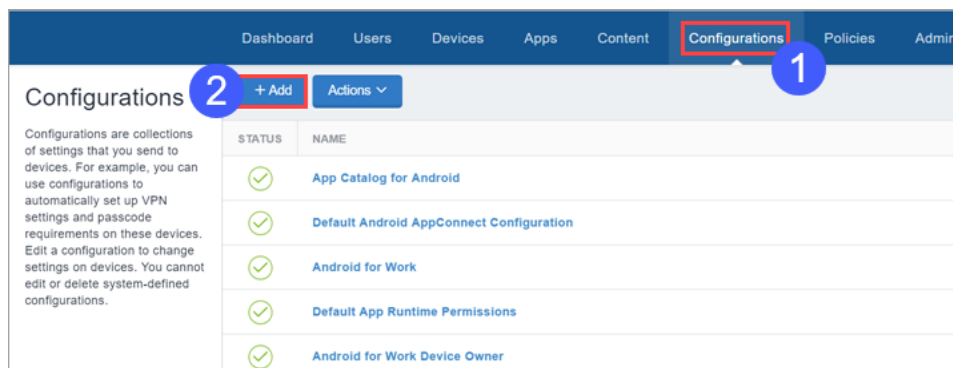 Dashboard Users Devices Apps Content Configurations Policies Admin
1
Configurations
2
+ Add Actions
Configurations are collections
of settings that you send to
devices. For example, you can
use configurations to
automatically set up VPN
settings and passcode
requirements on these devices.
Edit a configuration to change
settings on devices. You cannot
edit or delete system-defined
configurations.
STATUS NAME
App Catalog for Android
Default Android AppConnect Configuration
Android for Work
Default App Runtime Permissions
Android for Work Device Owner